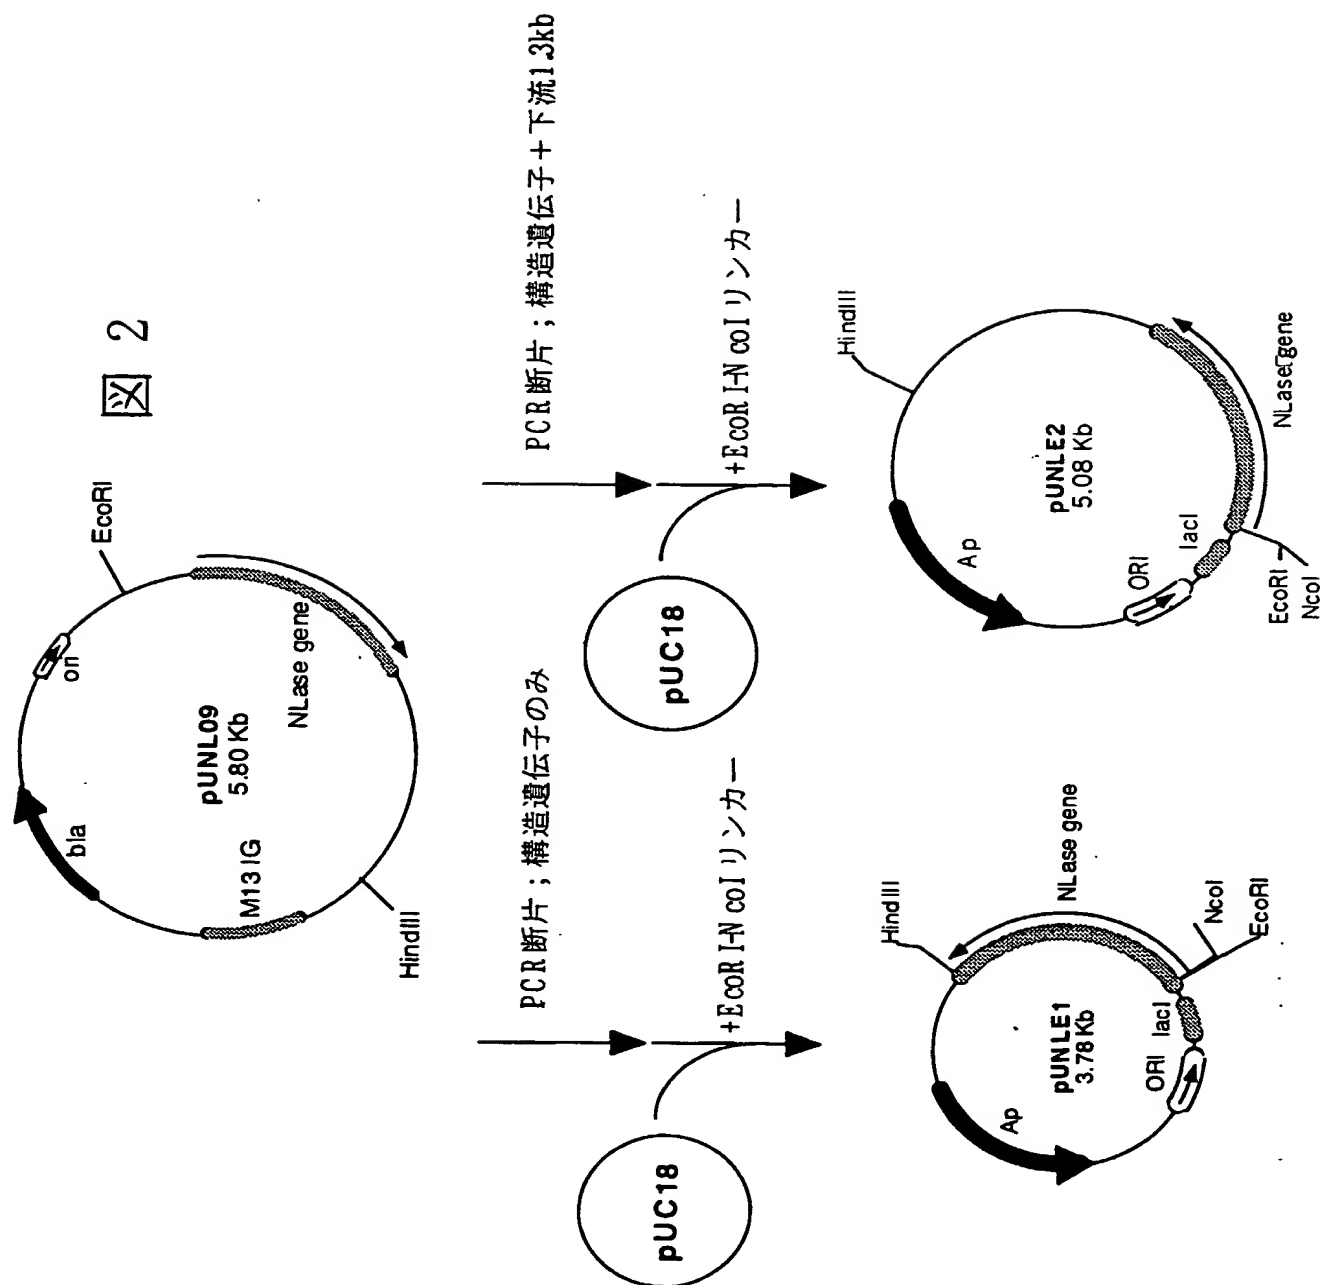 図 2
EcoRI
ori
bla
pUNL09
5.80 Kb
NLase gene
M13 IG
HindIII
PCR断片；構造遺伝子のみ
pUC18
+EcoRI-NcoIリンカー
PCR断片；構造遺伝子＋下流1.3kb
pUC18
+EcoRI-NcoIリンカー
HindIII
Ap
pUNLE1
3.78 Kb
NLase gene
ORI
lacI
NcoI
EcoRI
HindIII
Ap
pUNLE2
5.08 Kb
ORI
lacI
NLase gene
EcoRI
NcoI